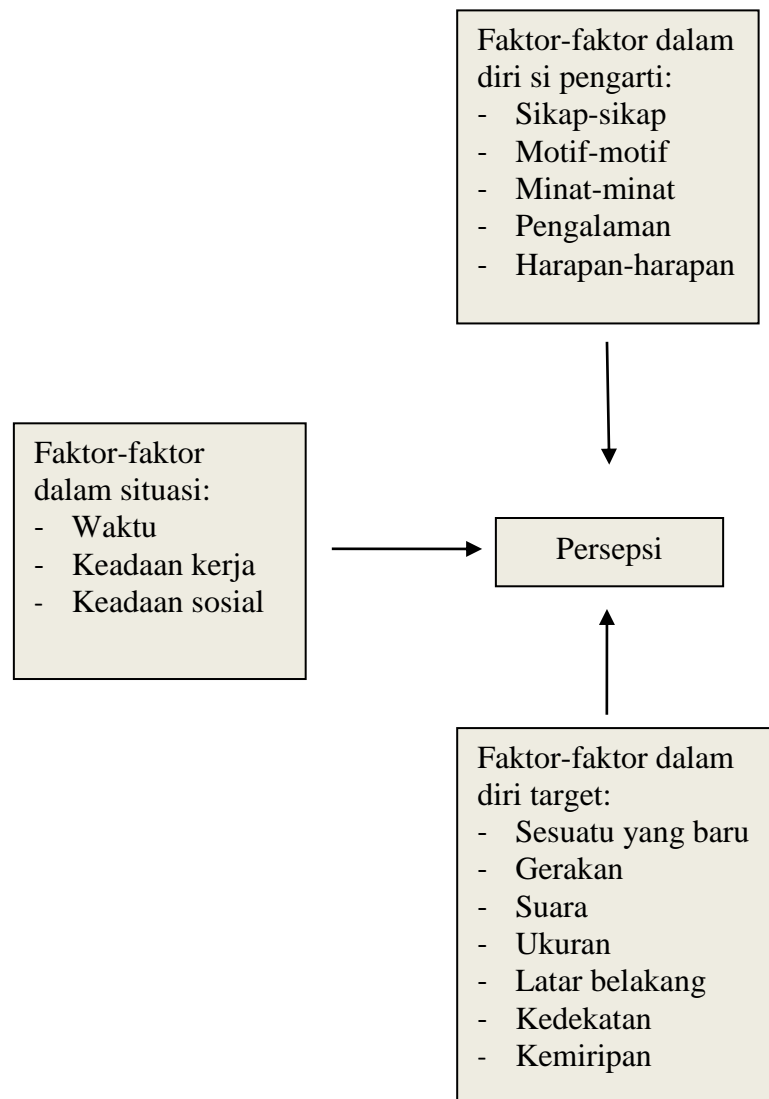 Faktor-faktor dalam
diri si pengarti:
- Sikap-sikap
- Motif-motif
- Minat-minat
- Pengalaman
- Harapan-harapan
Faktor-faktor
dalam situasi:
- Waktu
- Keadaan kerja
- Keadaan sosial
Persepsi
Faktor-faktor dalam
diri target:
- Sesuatu yang baru
- Gerakan
- Suara
- Ukuran
- Latar belakang
- Kedekatan
- Kemiripan